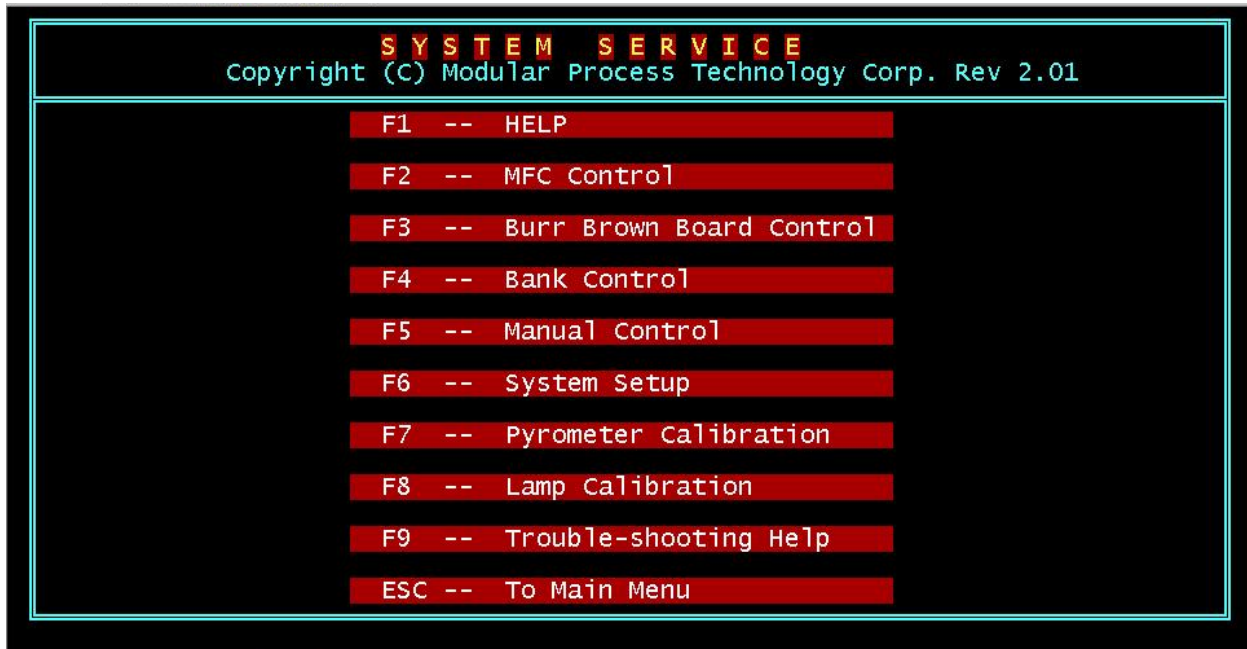 S Y S T E M   S E R V I C E
Copyright (C) Modular Process Technology Corp. Rev 2.01
F1 -- HELP
F2 -- MFC Control
F3 -- Burr Brown Board Control
F4 -- Bank Control
F5 -- Manual Control
F6 -- System Setup
F7 -- Pyrometer Calibration
F8 -- Lamp Calibration
F9 -- Trouble-shooting Help
ESC -- To Main Menu